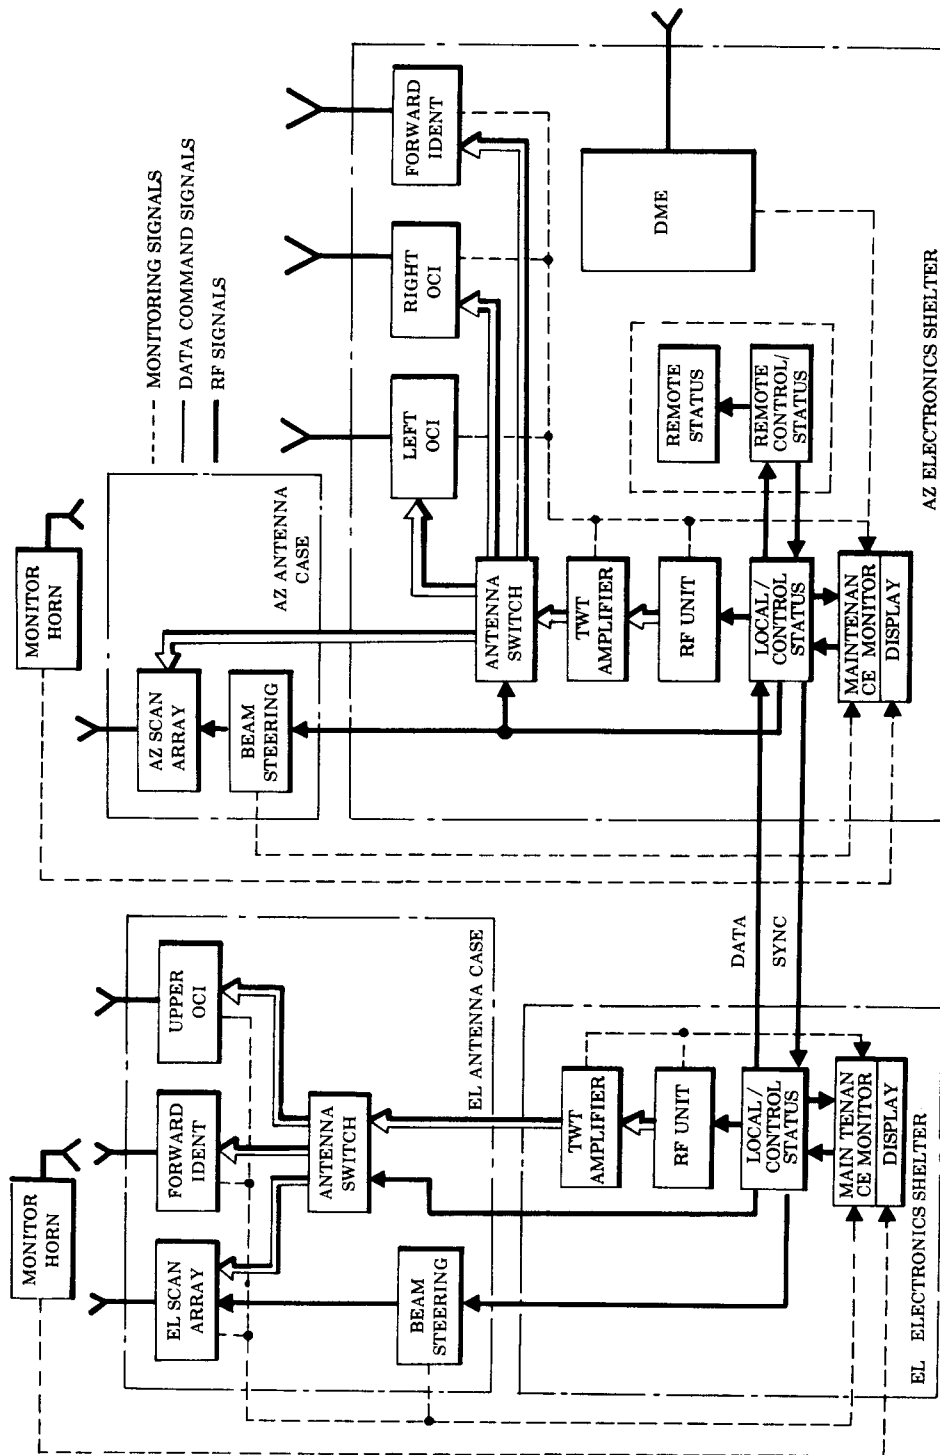 MONITOR
HORN
EL SCAN
ARRAY
FORWARD
IDENT
UPPER
OCI
ANTENNA
SWITCH
BEAM
STEERING
EL ANTENNA CASE
TWT
AMPLIFIER
RF UNIT
LOCAL/
CONTROL
STATUS
MAIN TENAN
CE MONITOR
DISPLAY
EL ELECTRONICS SHELTER
DATA
SYNC
MONITOR
HORN
AZ SCAN
ARRAY
BEAM
STEERING
AZ ANTENNA
CASE
MONITORING SIGNALS
DATA COMMAND SIGNALS
RF SIGNALS
LEFT
OCI
RIGHT
OCI
FORWARD
IDENT
ANTENNA
SWITCH
TWT
AMPLIFIER
RF UNIT
LOCAL/
CONTROL
STATUS
MAINTENAN
CE MONITOR
DISPLAY
REMOTE
STATUS
REMOTE
CONTROL/
STATUS
DME
AZ ELECTRONICS SHELTER